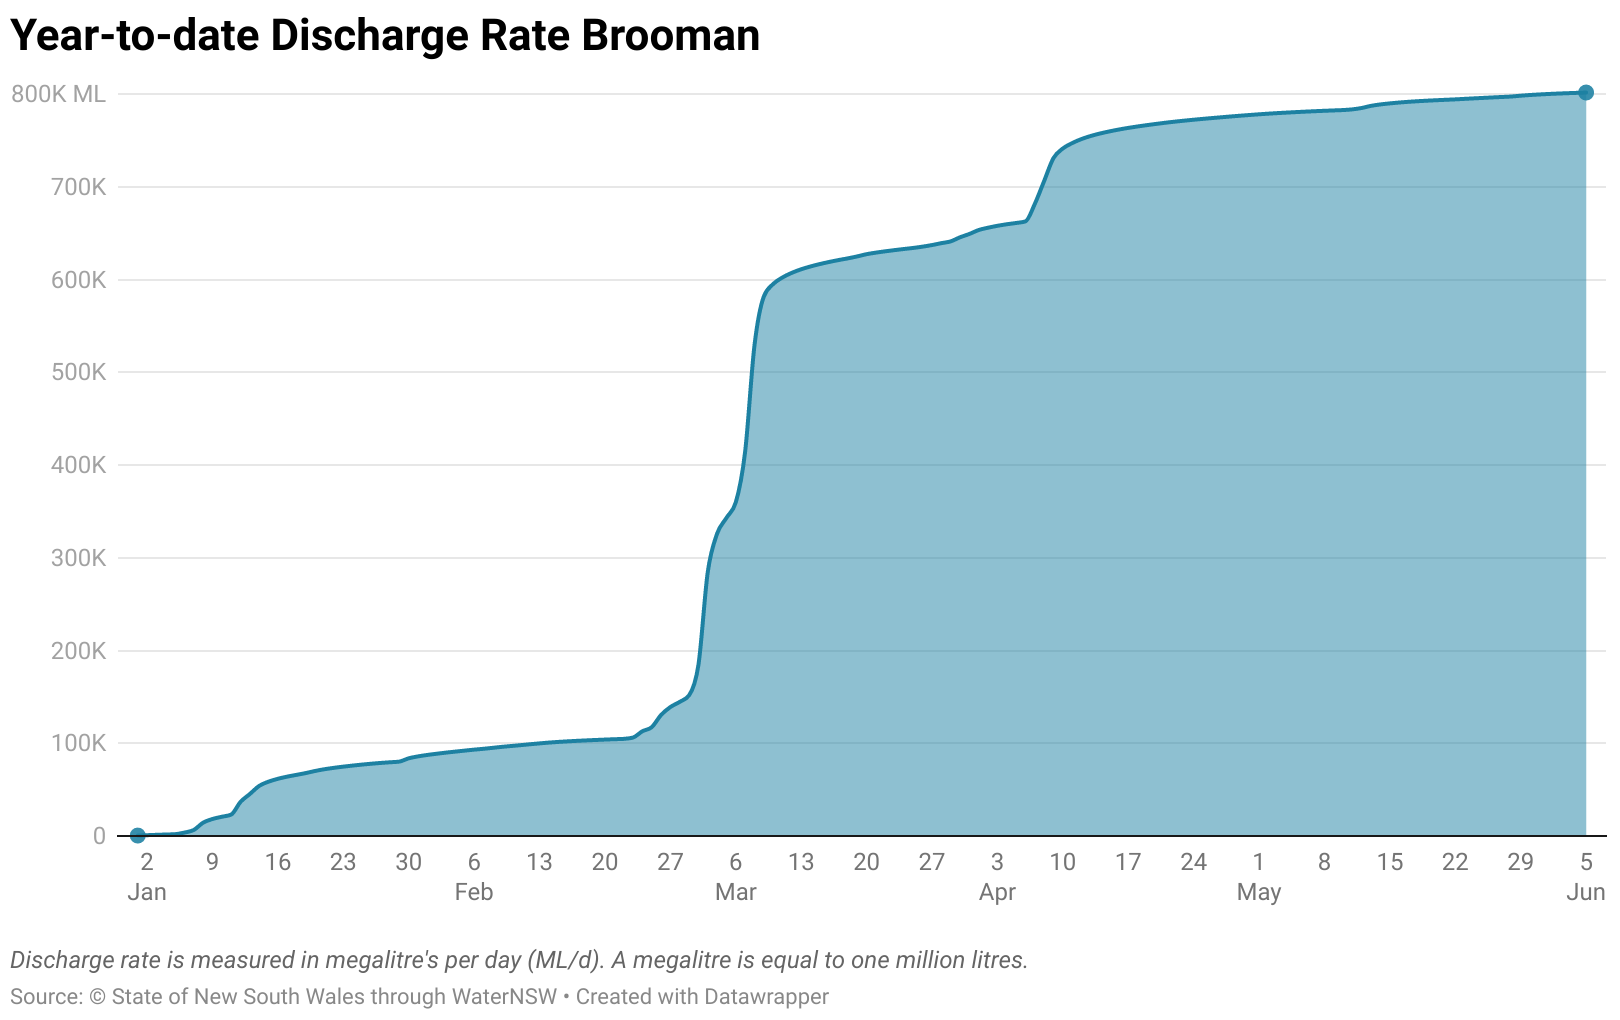 Year-to-date Discharge Rate Brooman
800K ML
700K
600K
500K
400K
300K
200K
100K
0
2 9 16 23 30 6 13 20 27 6 13 20 27 3 10 17 24 1 8 15 22 29 5
Jan Feb Mar Apr May Jun
Discharge rate is measured in megalitre's per day (ML/d). A megalitre is equal to one million litres.
Source: © State of New South Wales through WaterNSW • Created with Datawrapper